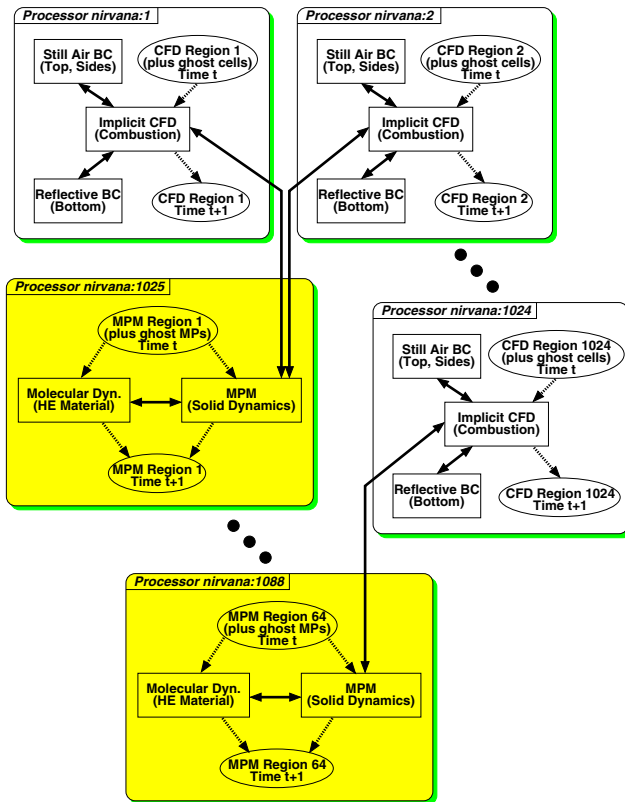 Processor nirvana:1
Still Air BC
(Top, Sides)
CFD Region 1
(plus ghost cells)
Time t
Implicit CFD
(Combustion)
Reflective BC
(Bottom)
CFD Region 1
Time t+1
Processor nirvana:2
Still Air BC
(Top, Sides)
CFD Region 2
(plus ghost cells)
Time t
Implicit CFD
(Combustion)
Reflective BC
(Bottom)
CFD Region 2
Time t+1
Processor nirvana:1025
MPM Region 1
(plus ghost MPs)
Time t
Molecular Dyn.
(HE Material)
MPM
(Solid Dynamics)
MPM Region 1
Time t+1
Processor nirvana:1024
Still Air BC
(Top, Sides)
CFD Region 1024
(plus ghost cells)
Time t
Implicit CFD
(Combustion)
Reflective BC
(Bottom)
CFD Region 1024
Time t+1
Processor nirvana:1088
MPM Region 64
(plus ghost MPs)
Time t
Molecular Dyn.
(HE Material)
MPM
(Solid Dynamics)
MPM Region 64
Time t+1